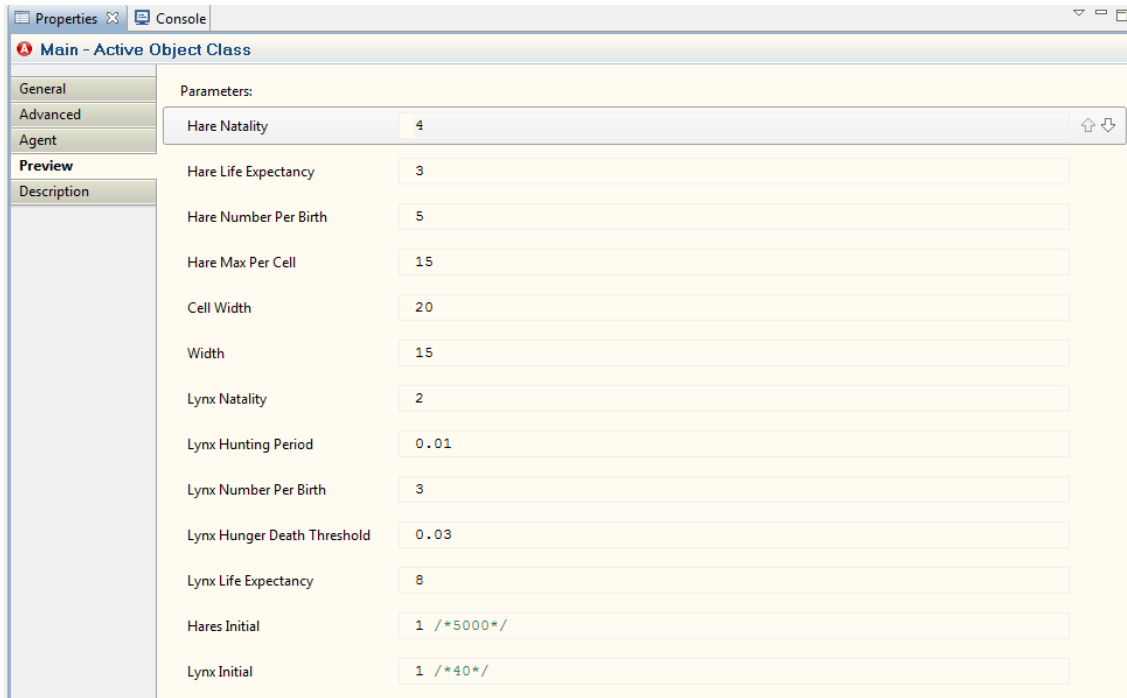 Properties Console
Main - Active Object Class
General
Advanced
Agent
Preview
Description
Parameters:
Hare Natality 4
Hare Life Expectancy 3
Hare Number Per Birth 5
Hare Max Per Cell 15
Cell Width 20
Width 15
Lynx Natality 2
Lynx Hunting Period 0.01
Lynx Number Per Birth 3
Lynx Hunger Death Threshold 0.03
Lynx Life Expectancy 8
Hares Initial 1 /*5000*/
Lynx Initial 1 /*40*/